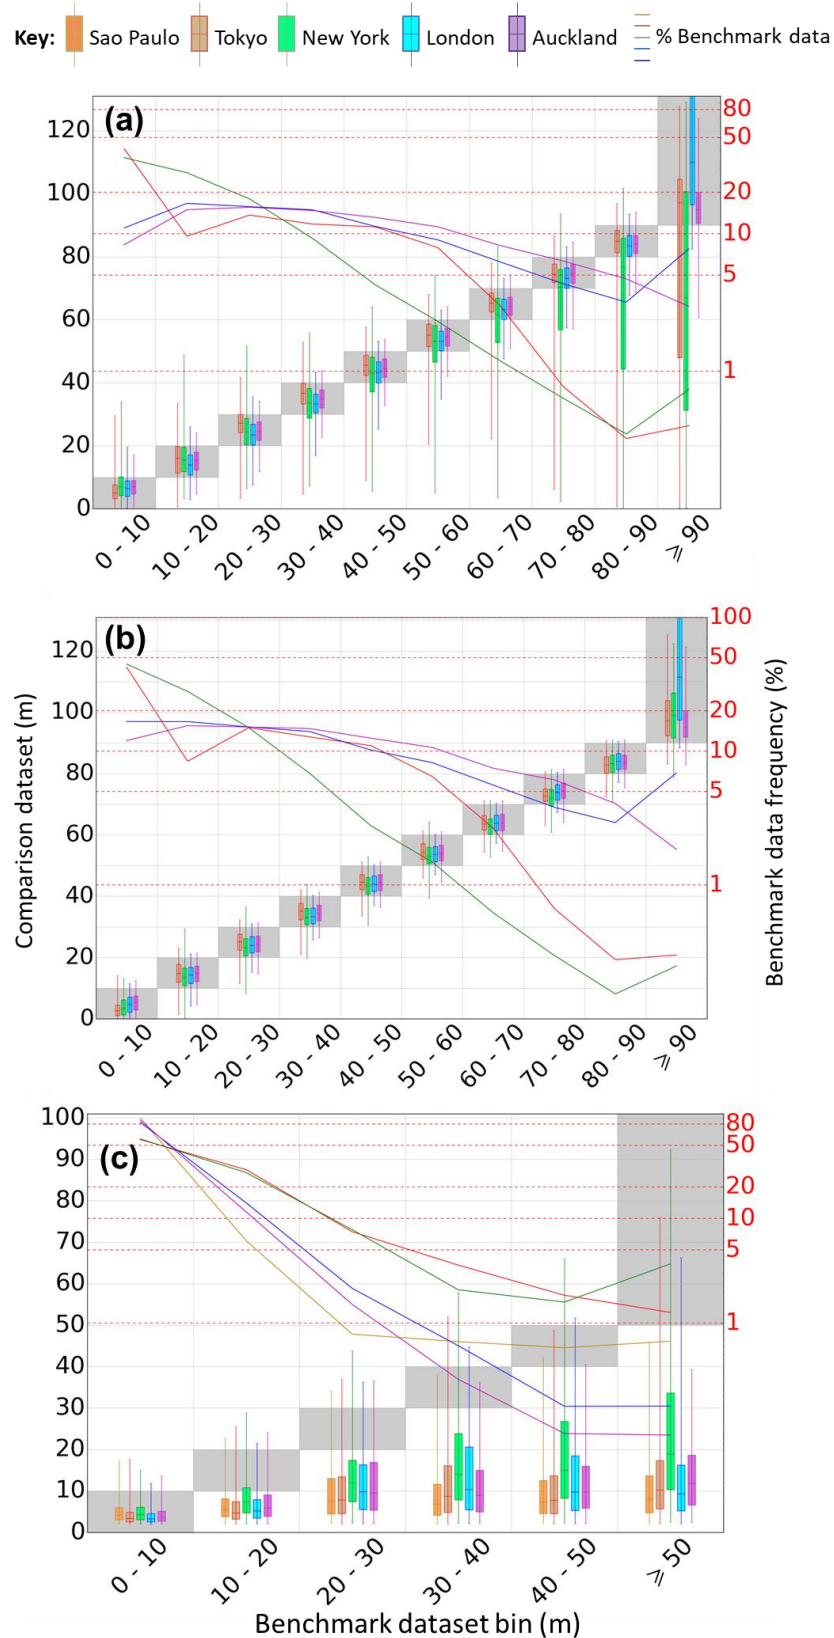 Key: Sao Paulo Tokyo New York London Auckland % Benchmark data
(a)
120
100
80
60
40
20
0
80
50
20
10
5
1
0 - 10
10 - 20
20 - 30
30 - 40
40 - 50
50 - 60
60 - 70
70 - 80
80 - 90
⩾ 90
(b)
Comparison dataset (m)
120
100
80
60
40
20
0
100
50
20
10
5
1
Benchmark data frequency (%)
0 - 10
10 - 20
20 - 30
30 - 40
40 - 50
50 - 60
60 - 70
70 - 80
80 - 90
⩾ 90
(c)
100
90
80
70
60
50
40
30
20
10
0
80
50
20
10
5
1
0 - 10
10 - 20
20 - 30
30 - 40
40 - 50
⩾ 50
Benchmark dataset bin (m)